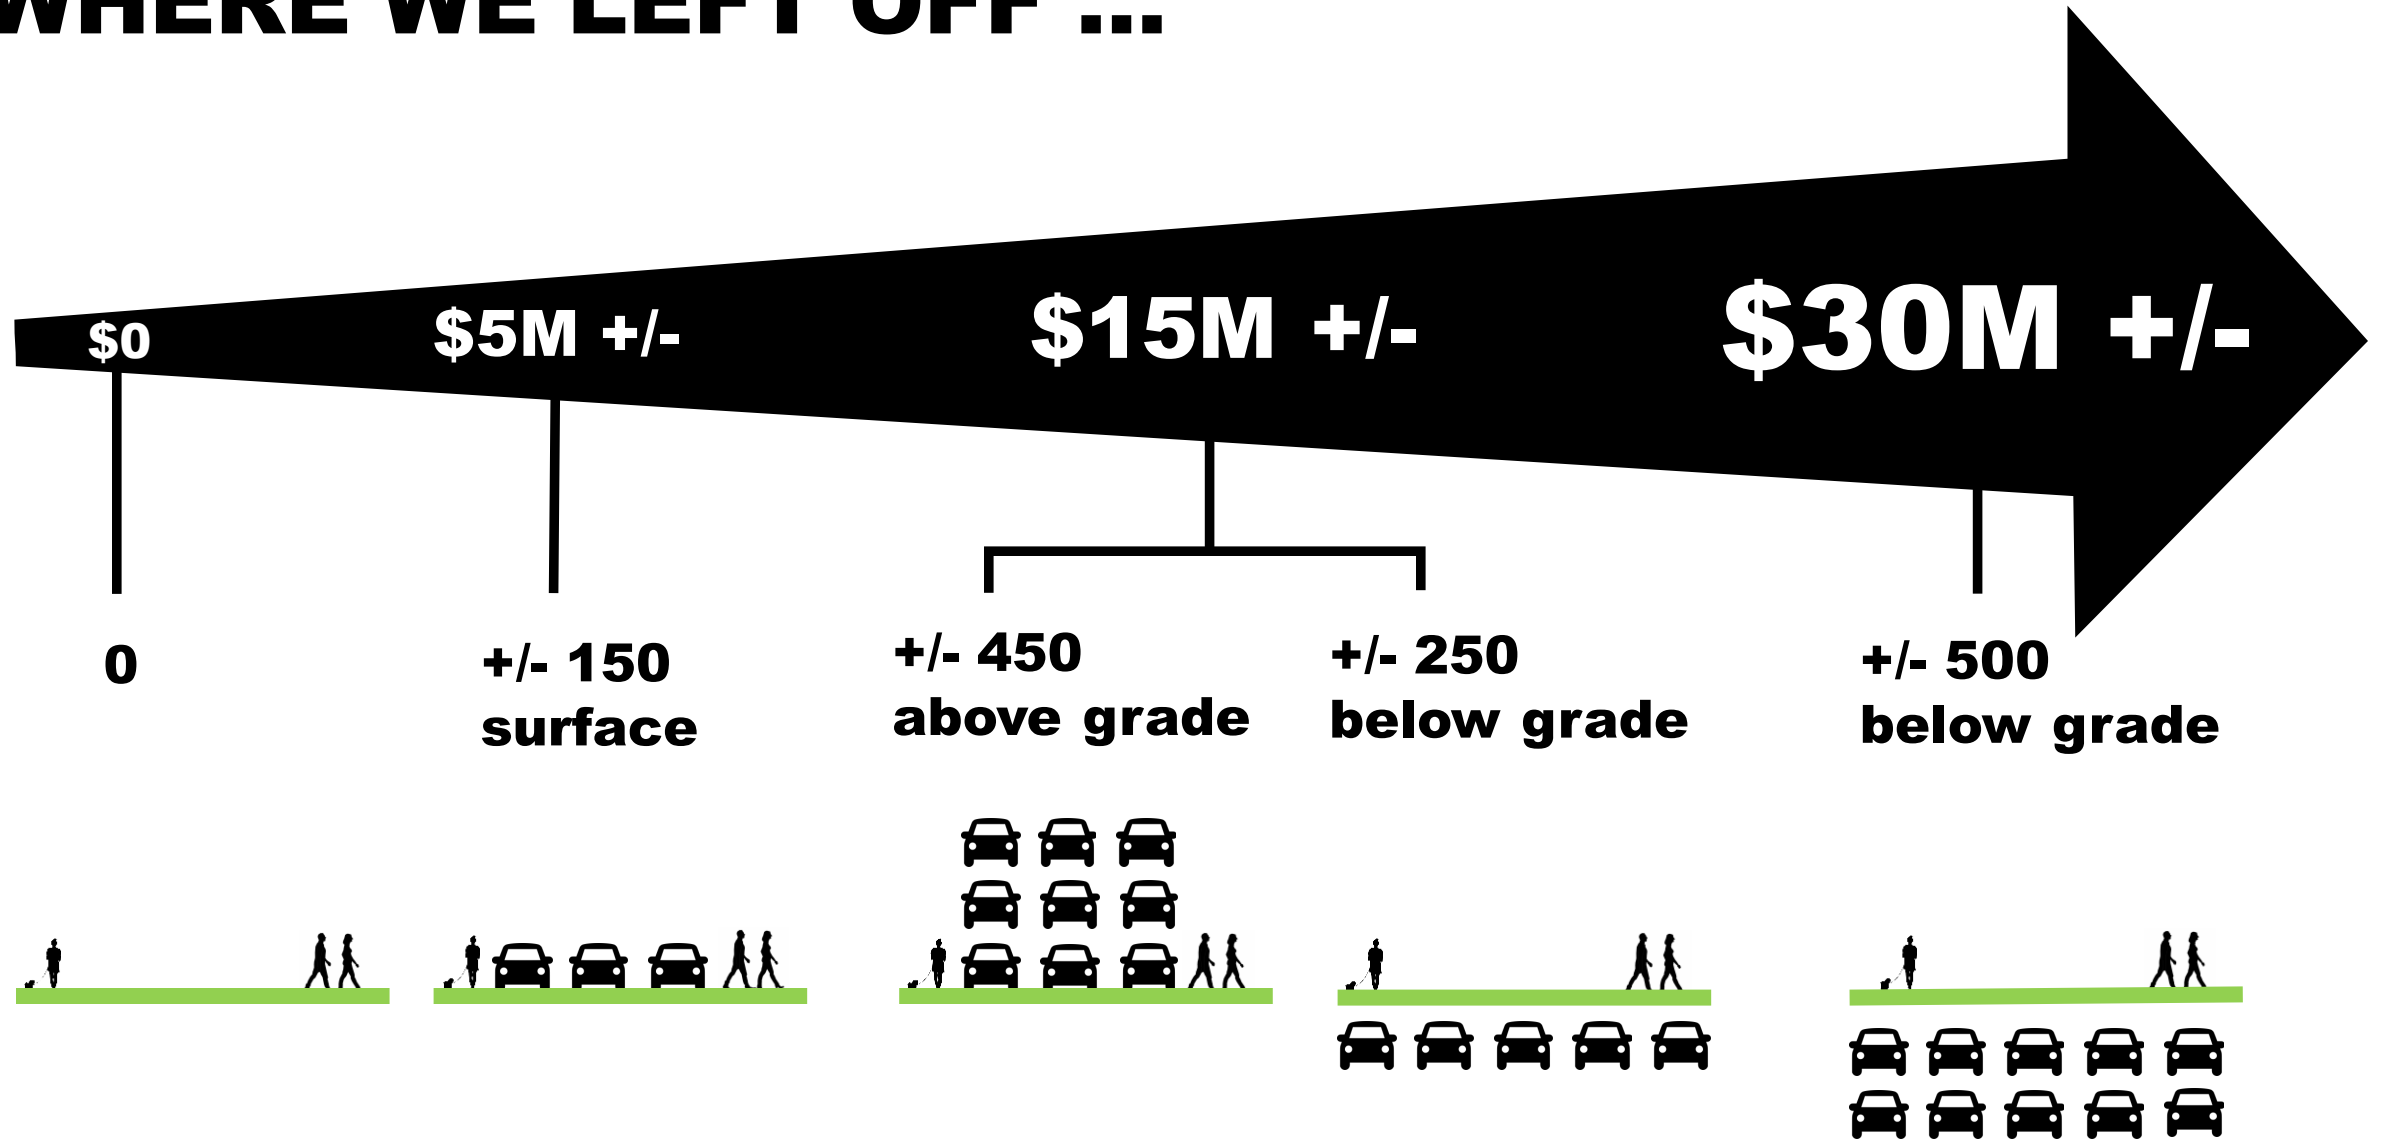 WHERE WE LEFT OFF ...
$0
$5M +/-
$15M +/-
$30M +/-
0
+/- 150
surface
+/- 450
above grade
+/- 250
below grade
+/- 500
below grade